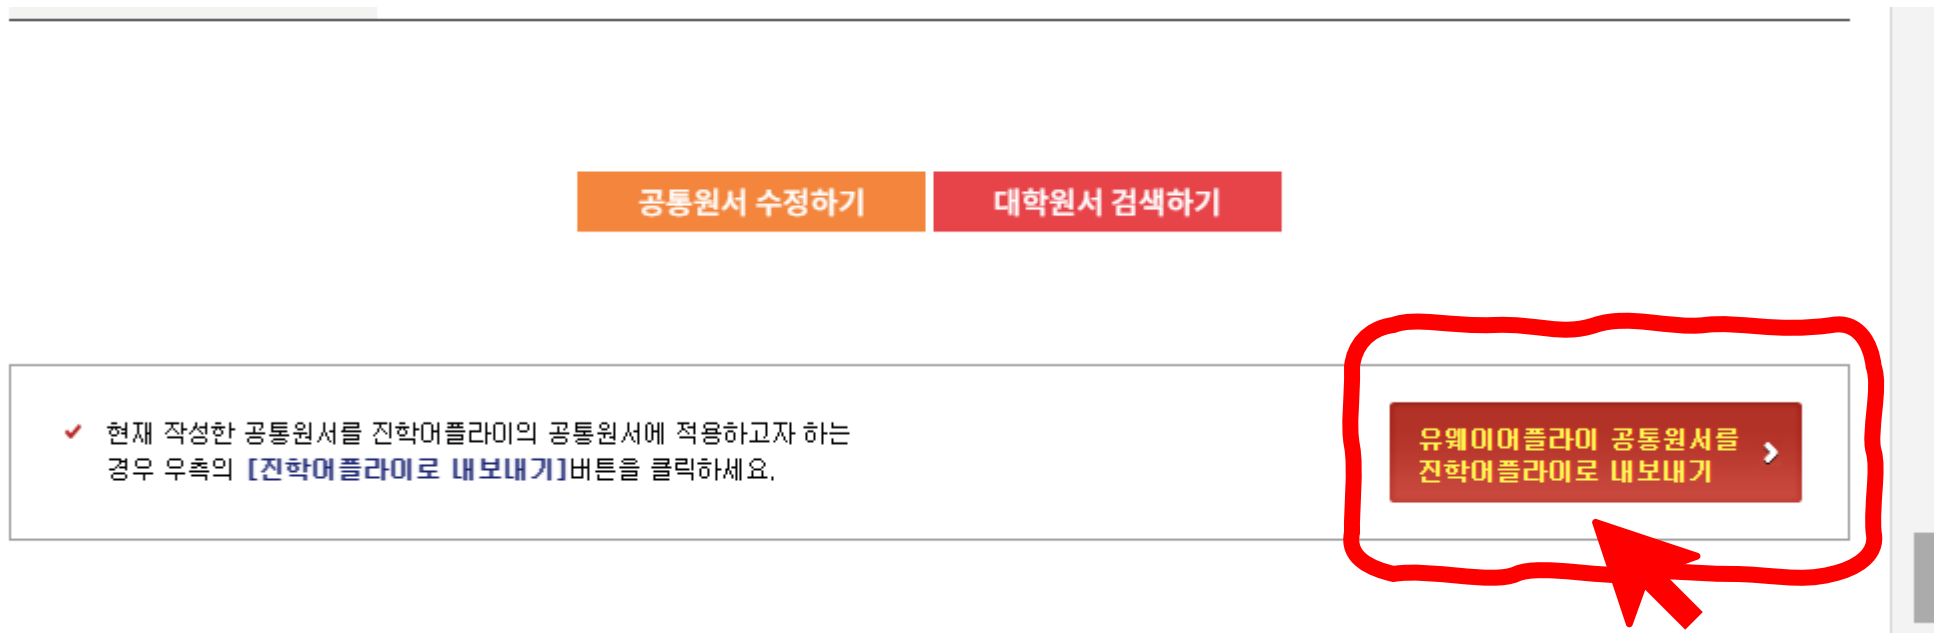 공통원서 수정하기
대학원서 검색하기
현재 작성한 공통원서를 진학어플라이의 공통원서에 적용하고자 하는
경우 우측의 [진학어플라이로 내보내기]버튼을 클릭하세요.
유웨이어플라이 공통원서를
진학어플라이로 내보내기